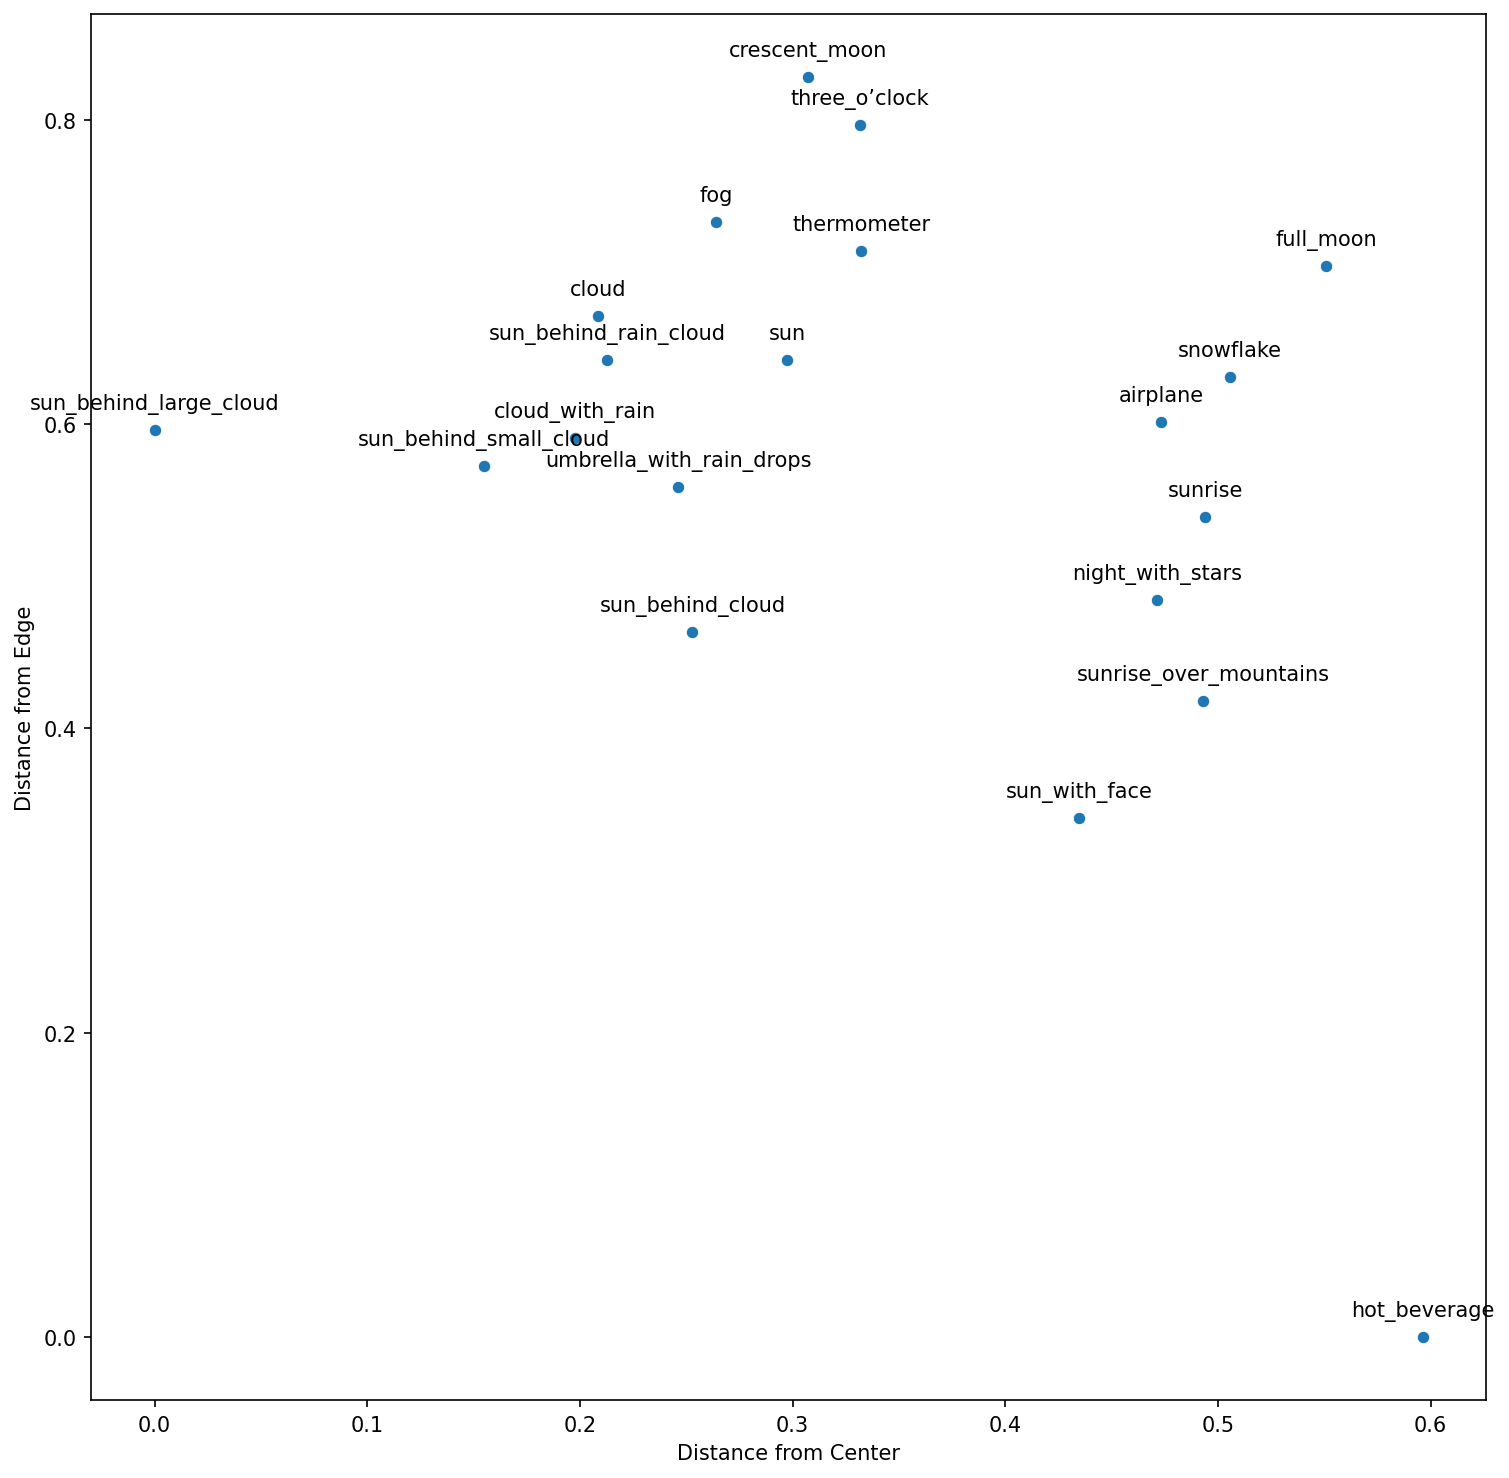 crescent_moon
three_o’clock
fog
thermometer
full_moon
cloud
sun_behind_rain_cloud
sun
snowflake
airplane
sun_behind_large_cloud
cloud_with_rain
sun_behind_small_cloud
umbrella_with_rain_drops
sunrise
night_with_stars
sun_behind_cloud
sunrise_over_mountains
sun_with_face
hot_beverage
Distance from Edge
0.8
0.6
0.4
0.2
0.0
0.0 0.1 0.2 0.3 0.4 0.5 0.6
Distance from Center